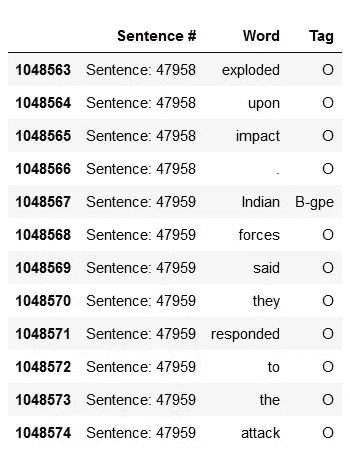 Sentence # Word Tag
1048563 Sentence: 47958 exploded O
1048564 Sentence: 47958 upon O
1048565 Sentence: 47958 impact O
1048566 Sentence: 47958 . O
1048567 Sentence: 47959 Indian B-gpe
1048568 Sentence: 47959 forces O
1048569 Sentence: 47959 said O
1048570 Sentence: 47959 they O
1048571 Sentence: 47959 responded O
1048572 Sentence: 47959 to O
1048573 Sentence: 47959 the O
1048574 Sentence: 47959 attack O